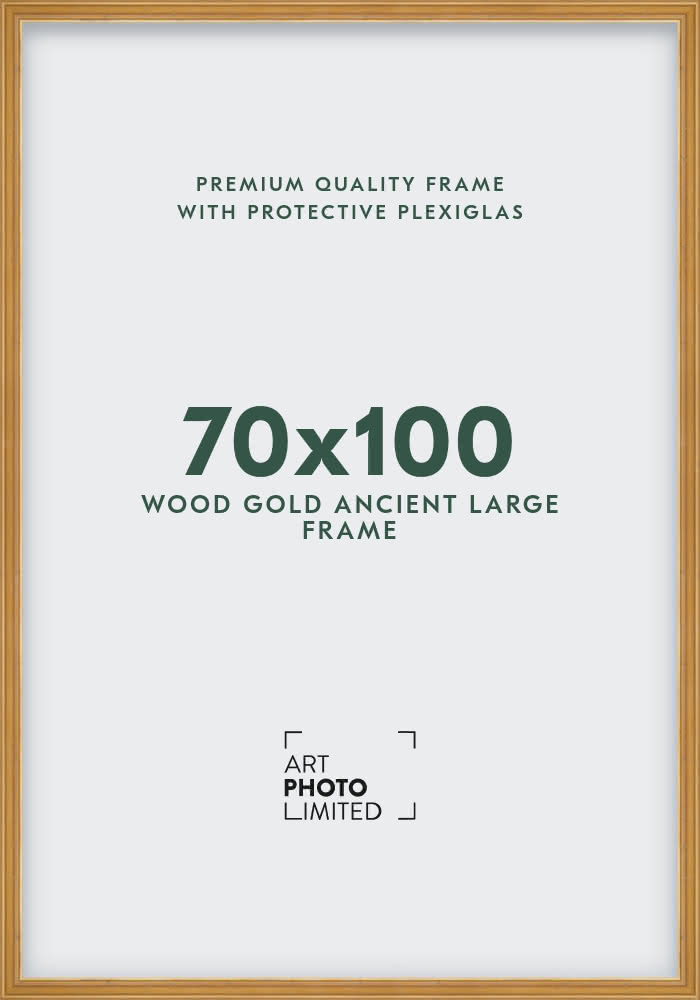 PREMIUM QUALITY FRAME
WITH PROTECTIVE PLEXIGLAS
70x100
WOOD GOLD ANCIENT LARGE
FRAME
ART
PHOTO
LIMITED